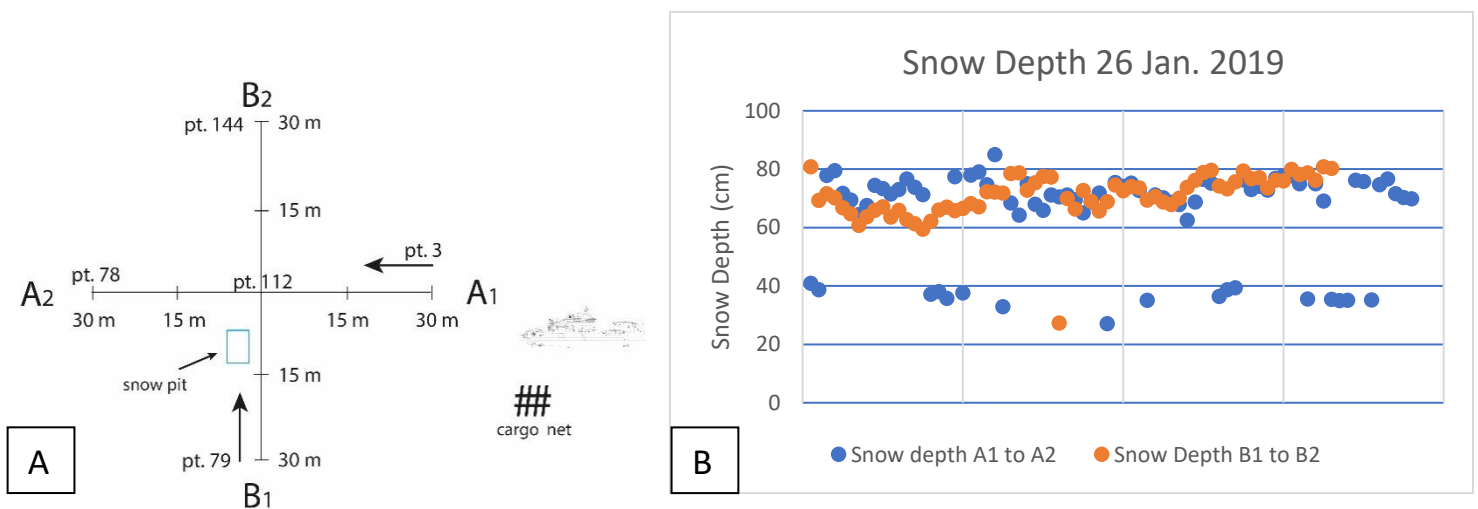 B2
pt. 144
30 m
15 m
pt. 3
pt. 78
pt. 112
A2
A1
30 m
15 m
15 m
30 m
snow pit
15 m
cargo net
pt. 79
30 m
B1
A
Snow Depth 26 Jan. 2019
Snow Depth (cm)
100
80
60
40
20
0
Snow depth A1 to A2
Snow Depth B1 to B2
B